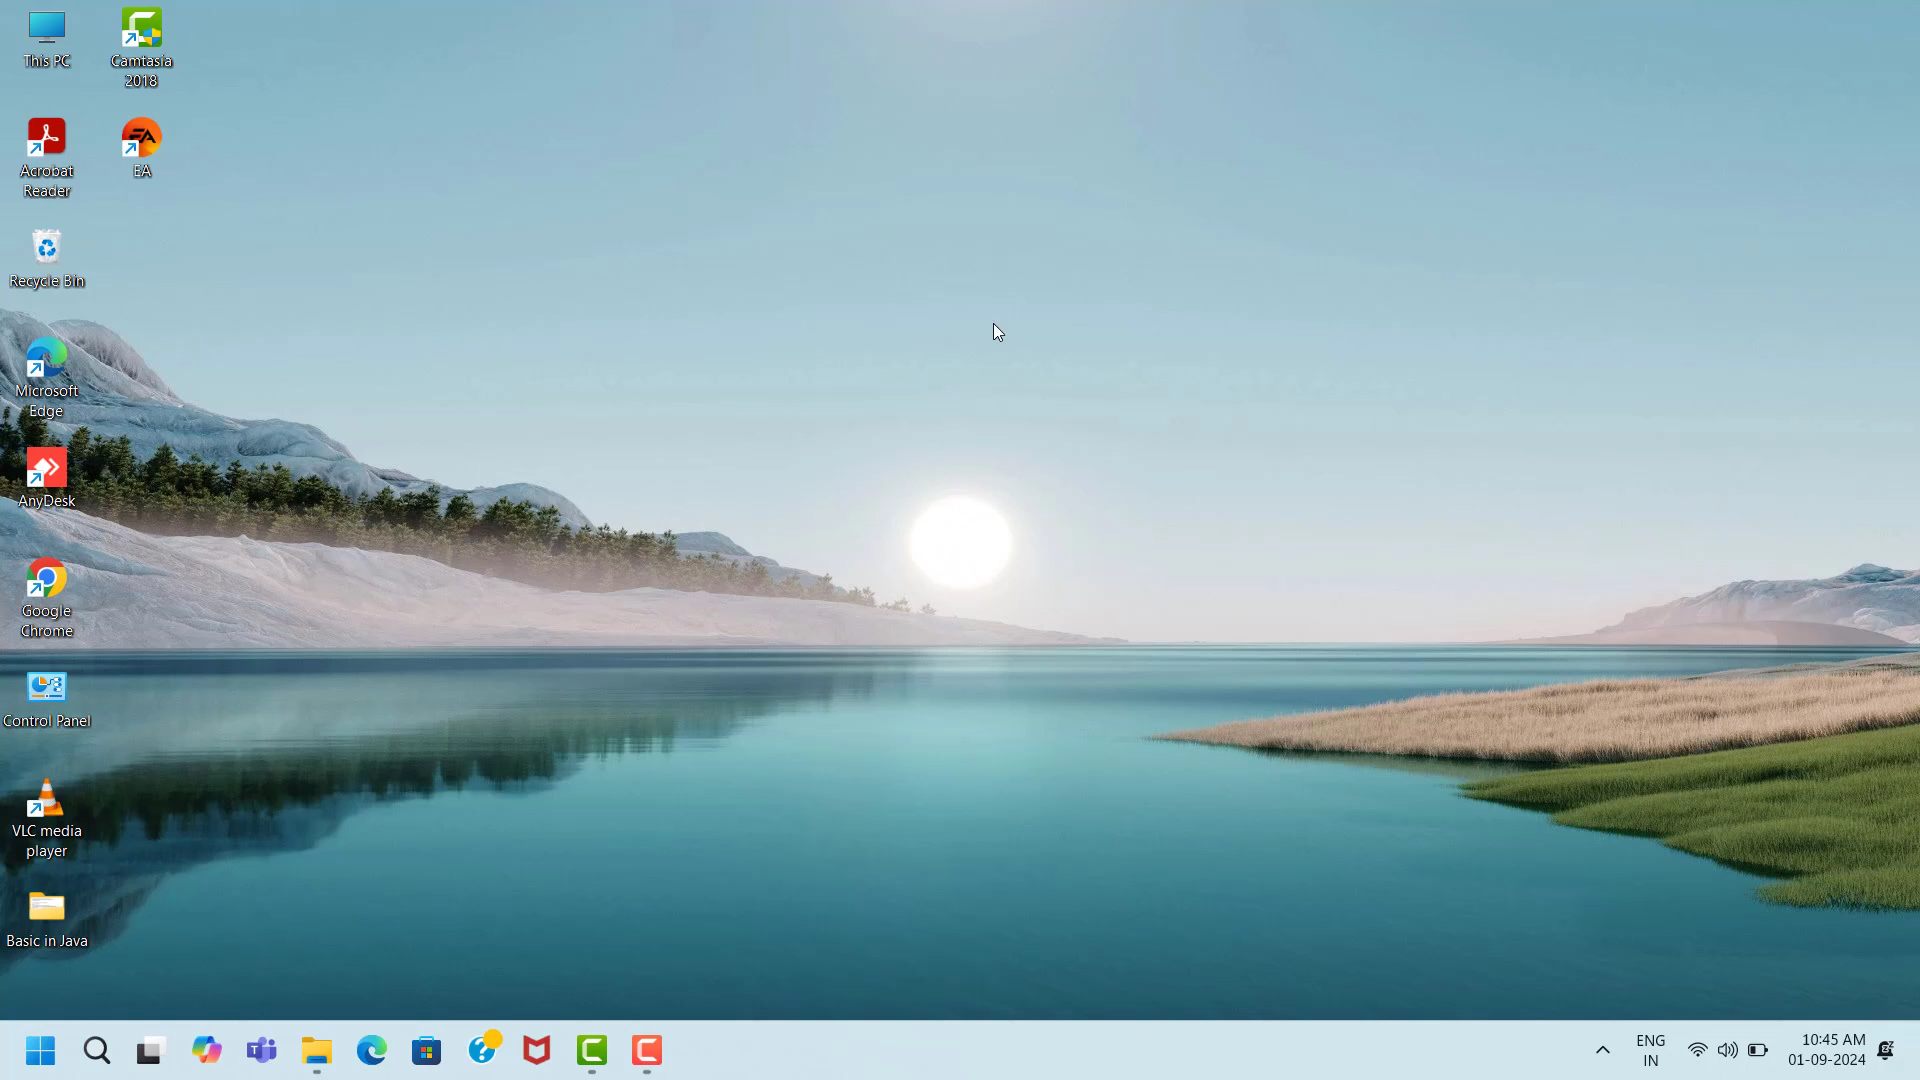 This PC
Camtasia
2018
Acrobat
Reader
EA
EA
Recycle Bin
Microsoft
Edge
AnyDesk
Google
Chrome
Control Panel
VLC media
player
Basic in Java
ENG
IN
10:45 AM
01-09-2024